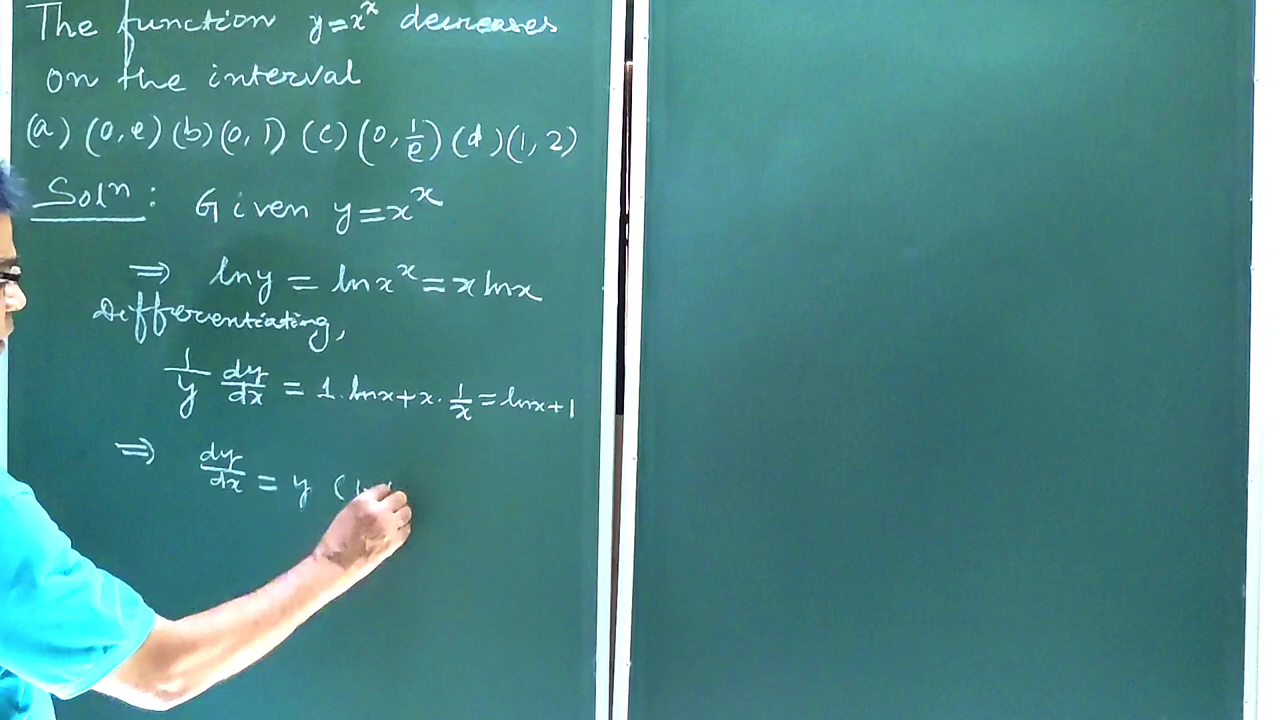 The function y=x^x decreases
on the interval
(a) (0, e) (b) (0, 1) (c) (0, 1/e) (d) (1, 2)
Solⁿ: Given y=x^x
⇒ ln y = ln x^x = x ln x
Differentiating,
1/y dy/dx = 1·ln x + x·1/x = ln x + 1
⇒ dy/dx = y (